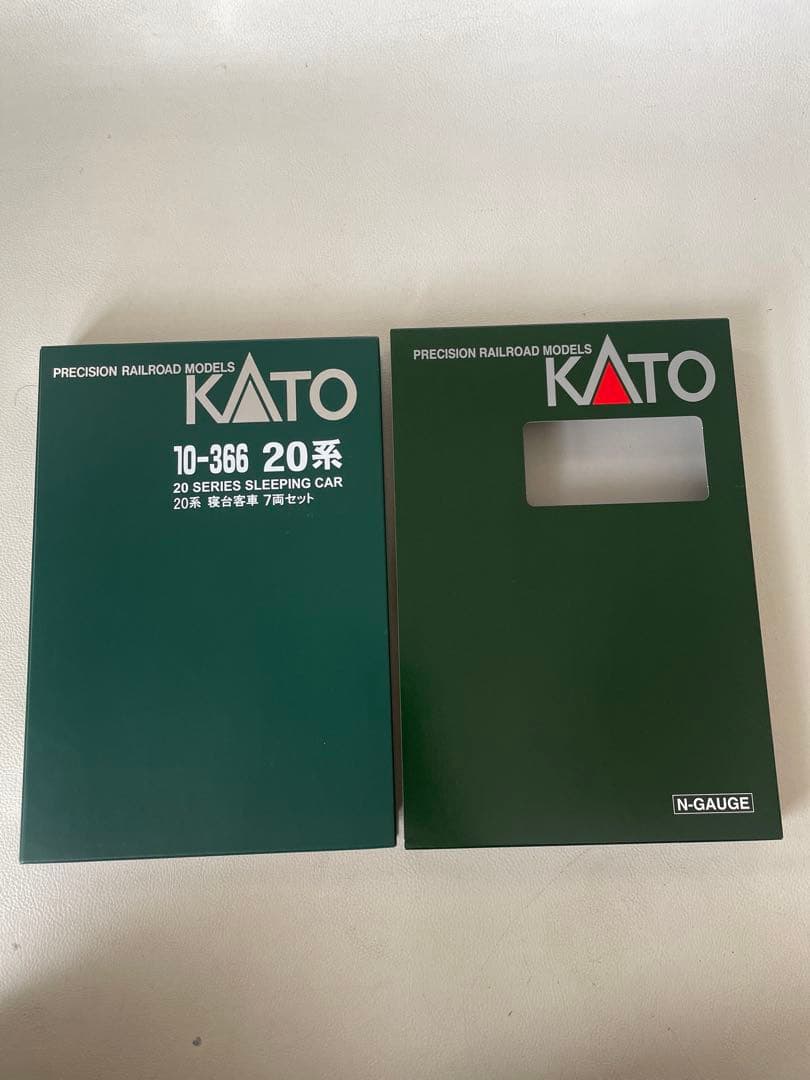 PRECISION RAILROAD MODELS
KATO
10-366 20系
20 SERIES SLEEPING CAR
20系 寝台客車 7両セット
PRECISION RAILROAD MODELS
KATO
N-GAUGE